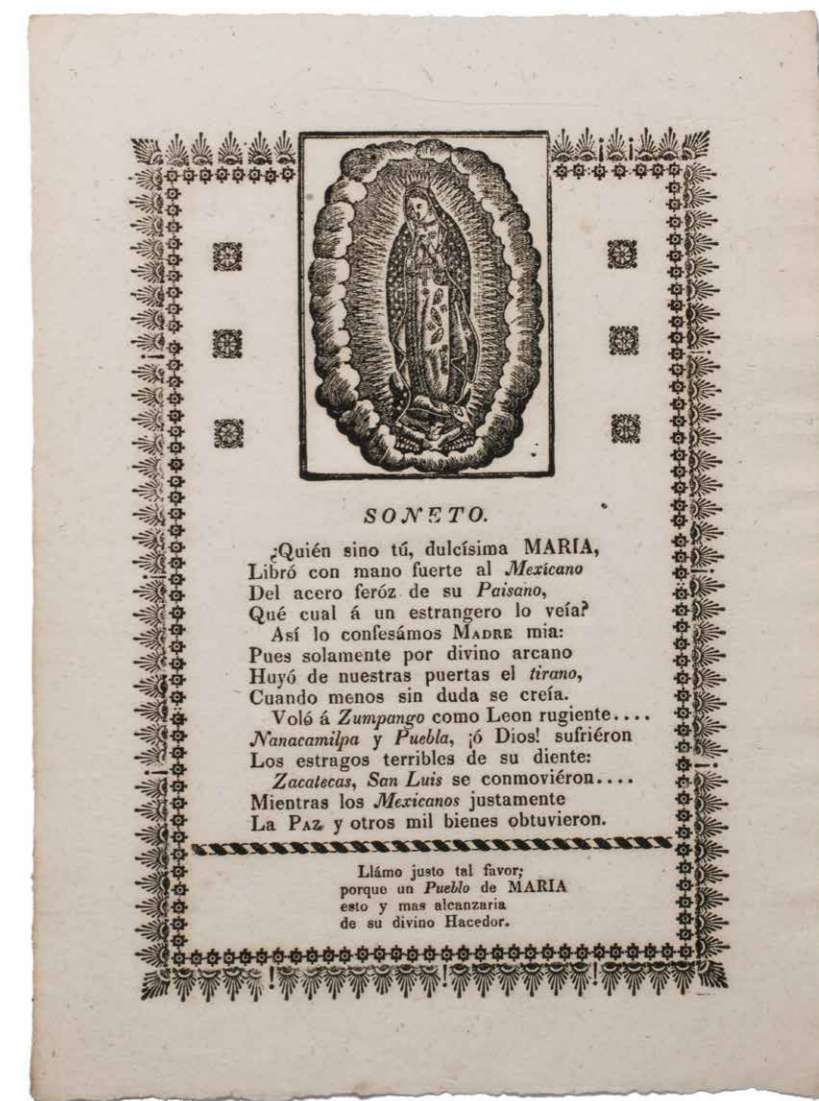 SONETO.
¿Quién sino tú, dulcísima MARÍA,
Libró con mano fuerte al Mexicano
Del acero feróz de su Paisano,
Qué cual á un estrangero lo veía?
Así lo confesámos MADRE mia:
Pues solamente por divino arcano
Huyó de nuestras puertas el tirano,
Cuando menos sin duda se creía.
Voló á Zumpango como Leon rugiente....
Nanacamilpa y Puebla, ¡ó Dios! sufriéron
Los estragos terribles de su diente:
Zacatecas, San Luis se conmoviéron....
Mientras los Mexicanos justamente
La PAZ y otros mil bienes obtuvieron.
Llámo justo tal favor;
porque un Pueblo de MARIA
esto y mas alcanzaria
de su divino Hacedor.